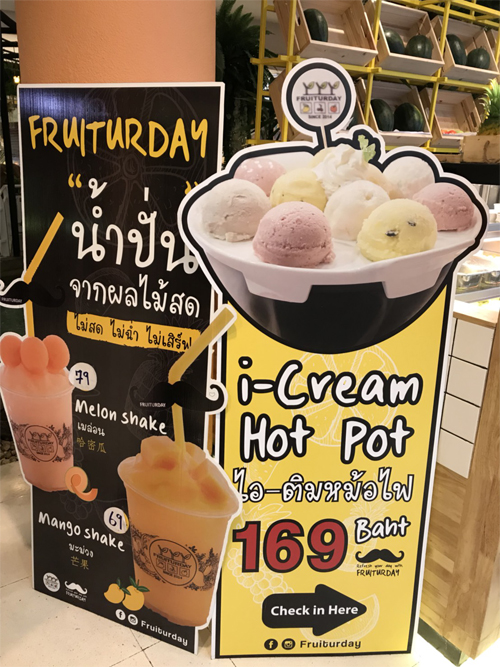 FRUITURDAY
"น้ำปั่น"
จากผลไม้สด
ไม่สด ไม่ฉ่ำ ไม่เสิร์ฟ
FRUITURDAY
79
Melon shake
เมล่อน
哈密瓜
FRUITURDAY
69
Mango shake
มะม่วง
芒果
Fruiturday
FRUITURDAY
SINCE 2014
i-Cream
Hot Pot
ไอ-ติมหม้อไฟ
169 Baht
FRUITURDAY
Check in Here
Fruiturday